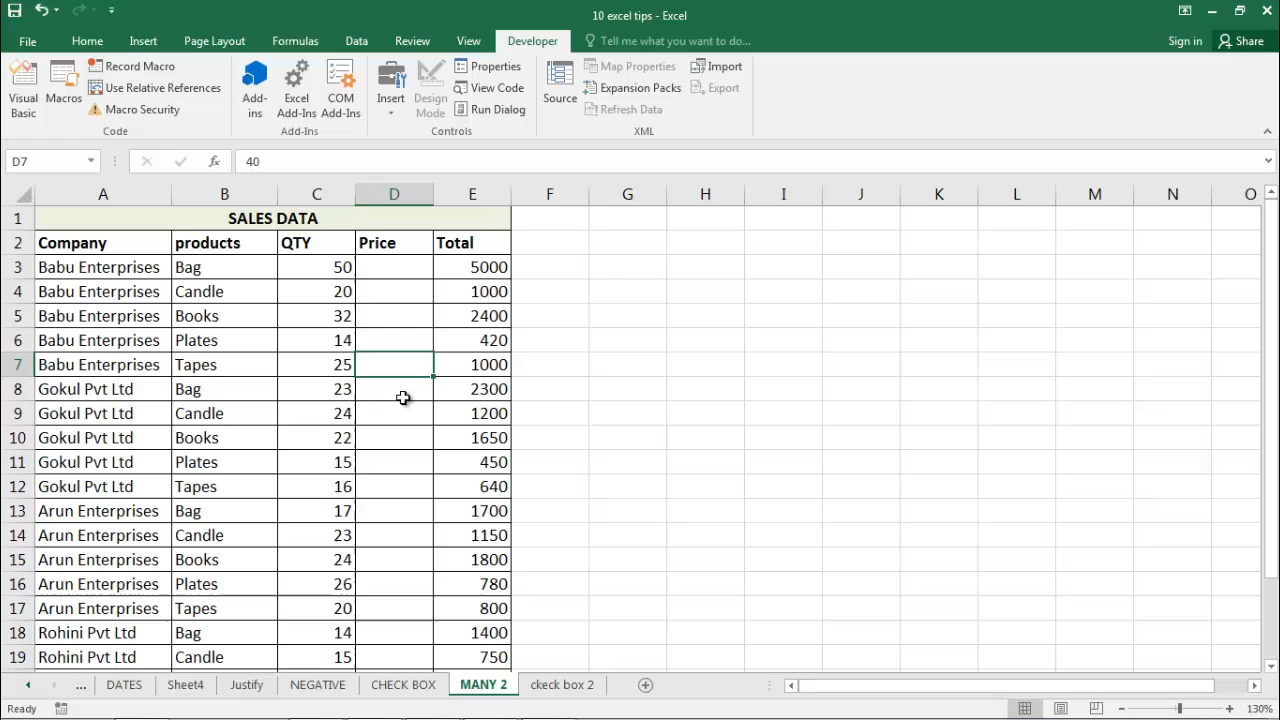 10 excel tips - Excel
File Home Insert Page Layout Formulas Data Review View Developer Tell me what you want to do... Sign in Share
Visual Basic Macros Record Macro Use Relative References Macro Security Code
Add-ins Excel Add-Ins COM Add-Ins Add-Ins
Insert Design Mode Properties View Code Run Dialog Controls
Source Map Properties Expansion Packs Refresh Data Import Export XML
D7 fx 40
A B C D E F G H I J K L M N O
1 SALES DATA
2 Company products QTY Price Total
3 Babu Enterprises Bag 50 5000
4 Babu Enterprises Candle 20 1000
5 Babu Enterprises Books 32 2400
6 Babu Enterprises Plates 14 420
7 Babu Enterprises Tapes 25 1000
8 Gokul Pvt Ltd Bag 23 2300
9 Gokul Pvt Ltd Candle 24 1200
10 Gokul Pvt Ltd Books 22 1650
11 Gokul Pvt Ltd Plates 15 450
12 Gokul Pvt Ltd Tapes 16 640
13 Arun Enterprises Bag 17 1700
14 Arun Enterprises Candle 23 1150
15 Arun Enterprises Books 24 1800
16 Arun Enterprises Plates 26 780
17 Arun Enterprises Tapes 20 800
18 Rohini Pvt Ltd Bag 14 1400
19 Rohini Pvt Ltd Candle 15 750
... DATES Sheet4 Justify NEGATIVE CHECK BOX MANY 2 ckeck box 2
Ready 130%